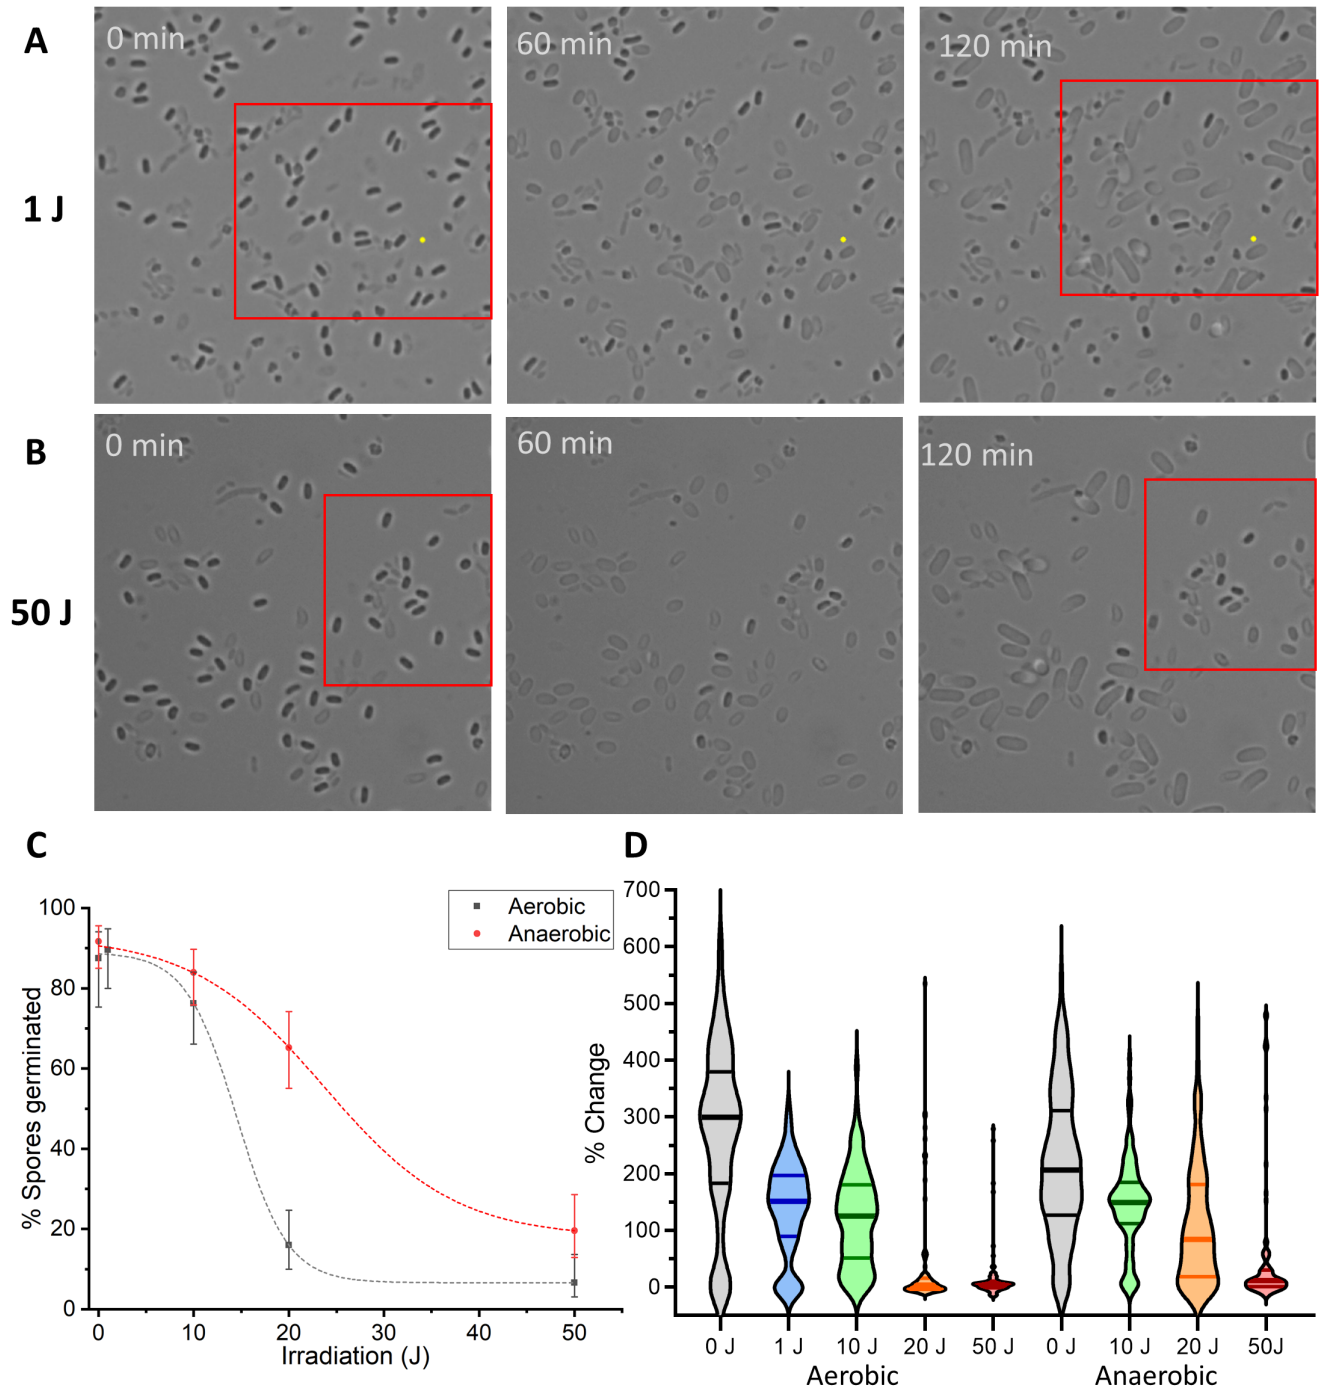 A
0 min
60 min
120 min
1 J
B
0 min
60 min
120 min
50 J
C
D
Aerobic
Anaerobic
% Spores germinated
100
80
60
40
20
0
0 10 20 30 40 50
Irradiation (J)
% Change
700
600
500
400
300
200
100
0
0 J 1 J 10 J 20 J 50 J 0 J 10 J 20 J 50J
Aerobic Anaerobic